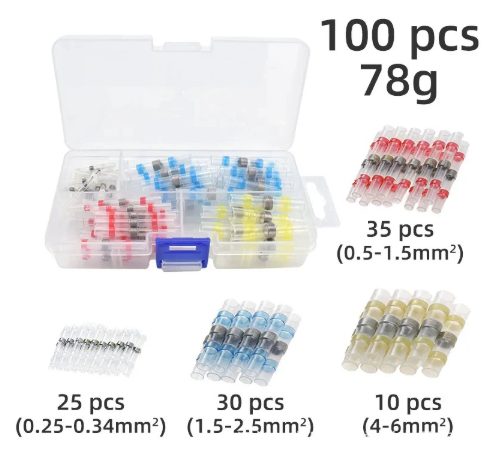 100 pcs
78g
35 pcs
(0.5-1.5mm²)
25 pcs
(0.25-0.34mm²)
30 pcs
(1.5-2.5mm²)
10 pcs
(4-6mm²)